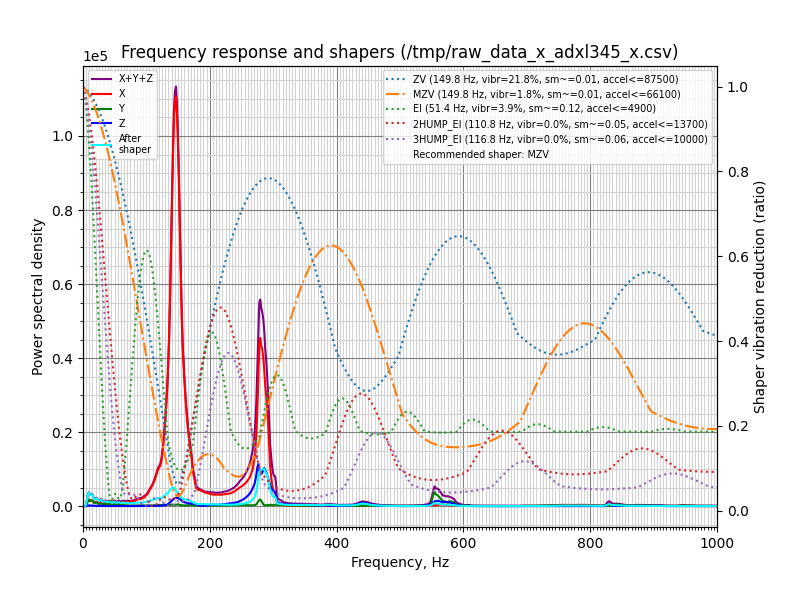 Frequency response and shapers (/tmp/raw_data_x_adxl345_x.csv)
1e5
X+Y+Z
X
Y
Z
After
shaper
ZV (149.8 Hz, vibr=21.8%, sm~=0.01, accel<=87500)
MZV (149.8 Hz, vibr=1.8%, sm~=0.01, accel<=66100)
EI (51.4 Hz, vibr=3.9%, sm~=0.12, accel<=4900)
2HUMP_EI (110.8 Hz, vibr=0.0%, sm~=0.05, accel<=13700)
3HUMP_EI (116.8 Hz, vibr=0.0%, sm~=0.06, accel<=10000)
Recommended shaper: MZV
Power spectral density
1.0
0.8
0.6
0.4
0.2
0.0
Shaper vibration reduction (ratio)
1.0
0.8
0.6
0.4
0.2
0.0
0 200 400 600 800 1000
Frequency, Hz